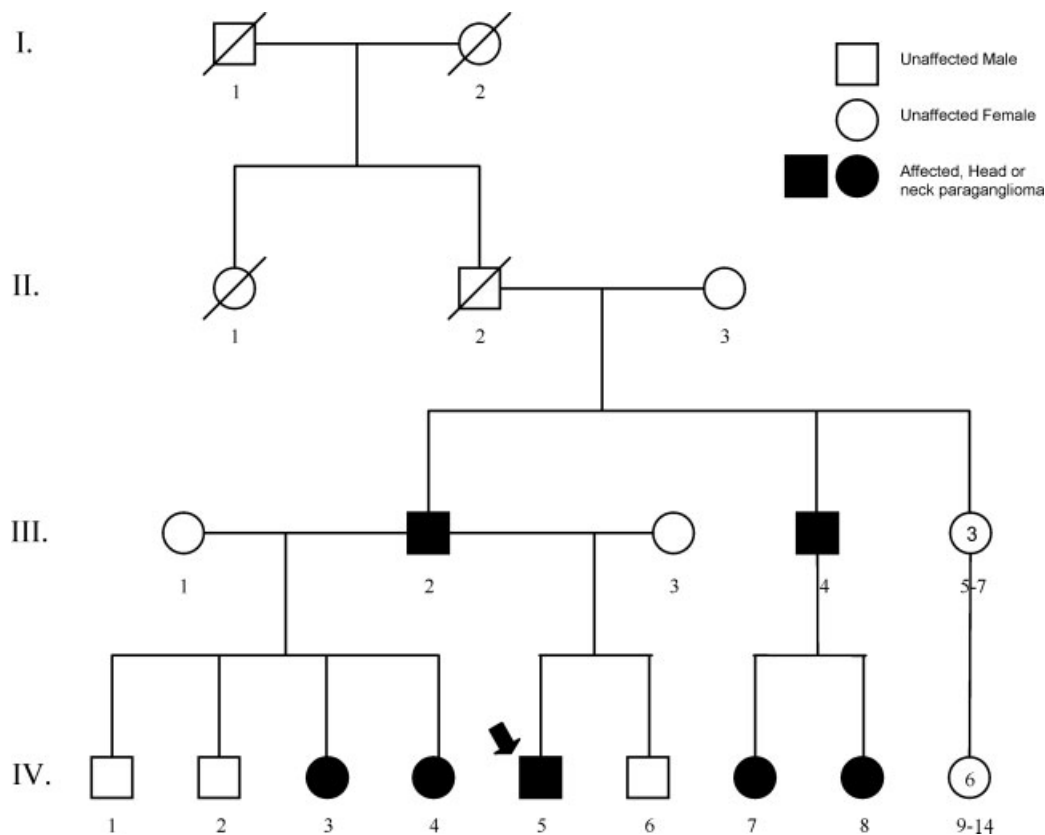 I.
1 2
Unaffected Male
Unaffected Female
Affected, Head or
neck paraganglioma
II.
1 2 3
III.
3
1 2 3 4 5-7
IV.
6
1 2 3 4 5 6 7 8 9-14